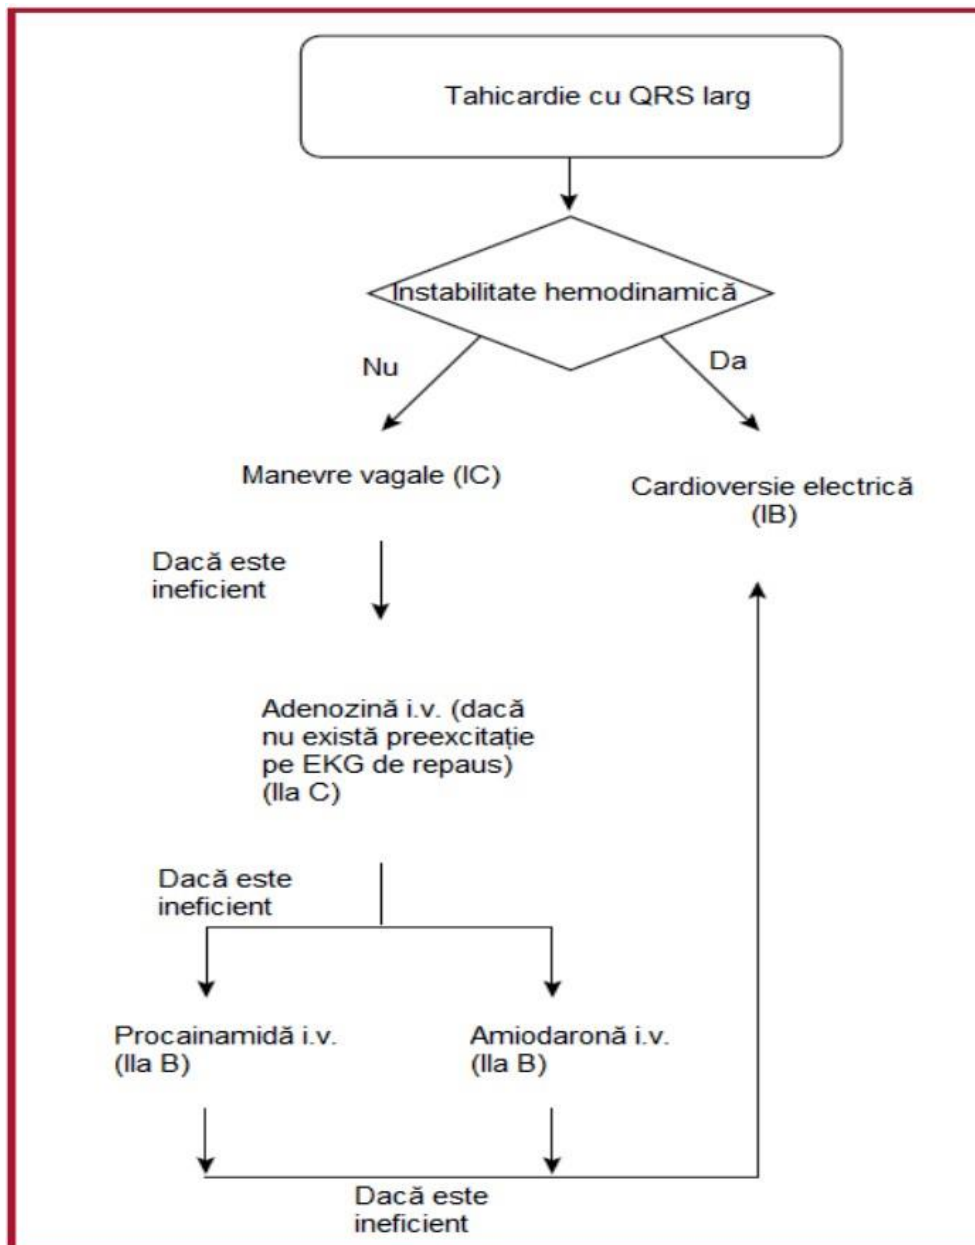 Tahicardie cu QRS larg
Instabilitate hemodinamică
Nu
Da
Manevre vagale (IC)
Cardioversie electrică
(IB)
Dacă este
ineficient
Adenozină i.v. (dacă
nu există preexcitație
pe EKG de repaus)
(IIa C)
Dacă este
ineficient
Procainamidă i.v.
(IIa B)
Amiodaronă i.v.
(IIa B)
Dacă este
ineficient